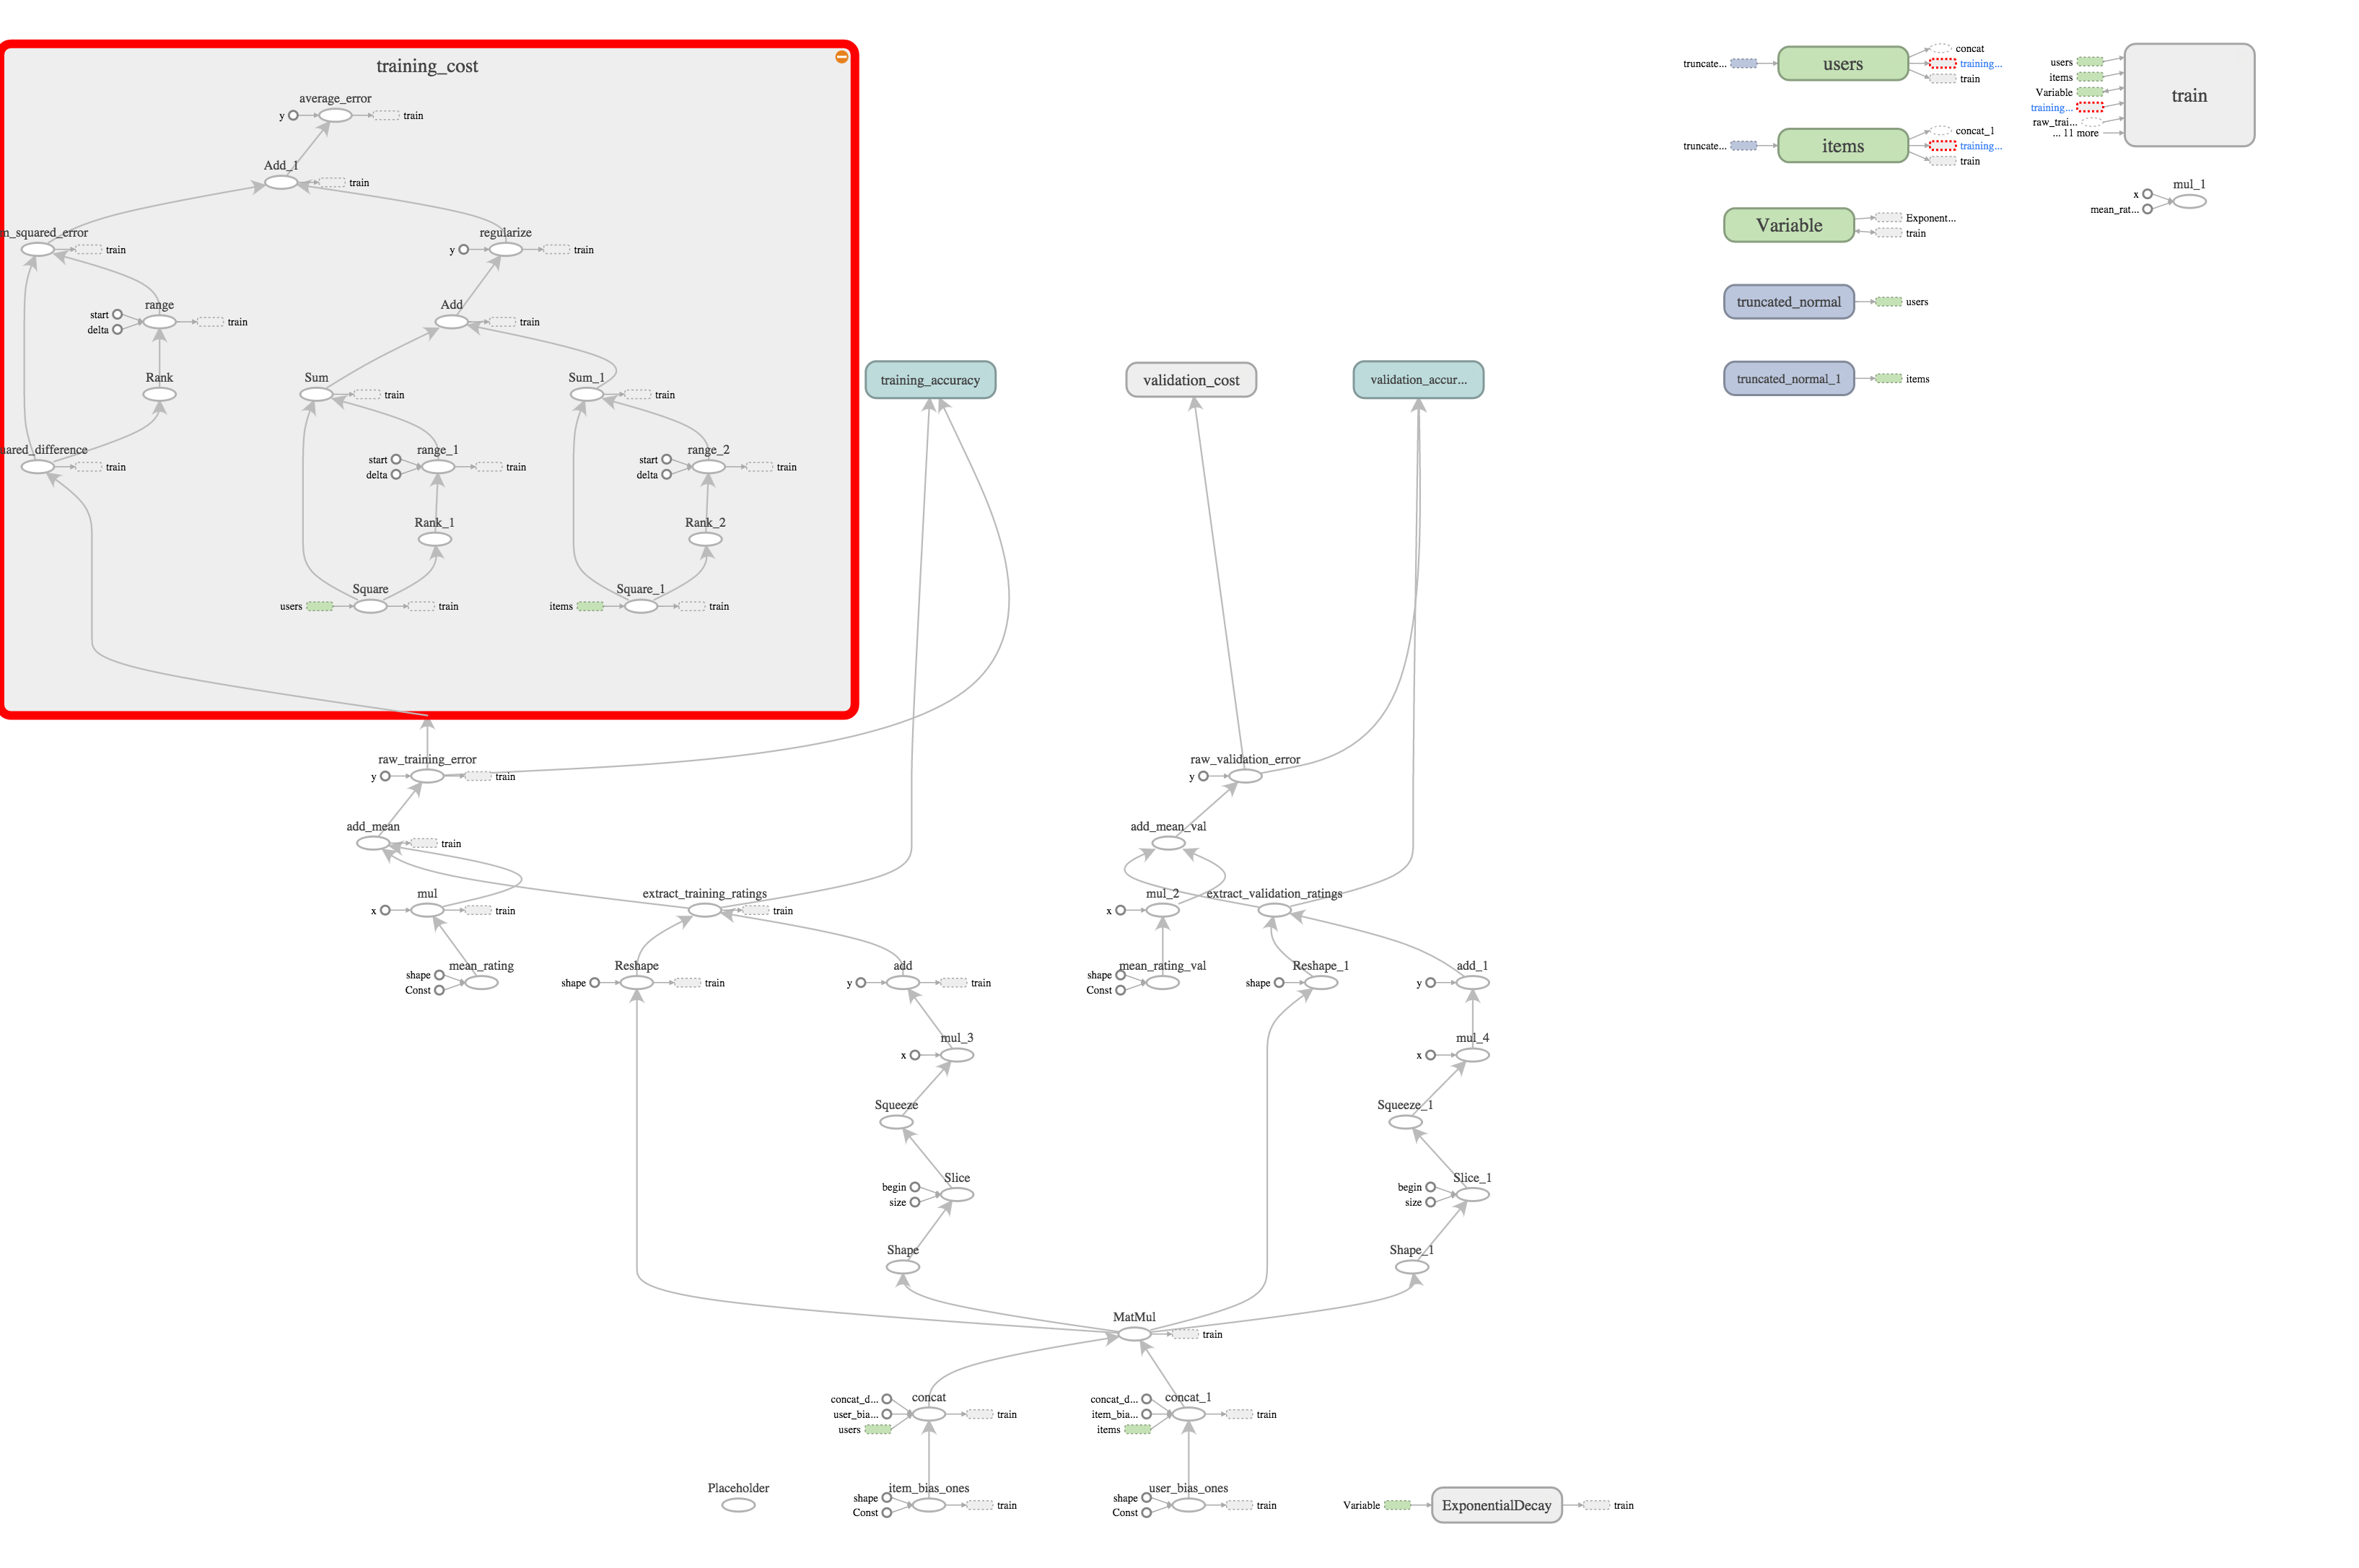 training_cost
average_error
y
train
Add_1
train
m_squared_error
train
regularize
y
train
range
start
delta
train
Add
train
Rank
Sum
train
Sum_1
train
uared_difference
train
range_1
start
delta
train
range_2
start
delta
train
Rank_1
Rank_2
Square
users
train
Square_1
items
train
training_accuracy
validation_cost
validation_accur...
truncate...
users
concat
training...
train
truncate...
items
concat_1
training...
train
Variable
Exponent...
train
truncated_normal
users
truncated_normal_1
items
users
items
Variable
training...
raw_trai...
... 11 more
train
mul_1
x
mean_rat...
raw_training_error
y
train
raw_validation_error
y
add_mean
train
add_mean_val
mul
x
train
extract_training_ratings
train
mul_2
x
extract_validation_ratings
mean_rating
shape
Const
Reshape
shape
train
add
y
train
mean_rating_val
shape
Const
Reshape_1
shape
add_1
y
mul_3
x
mul_4
x
Squeeze
Squeeze_1
Slice
begin
size
Slice_1
begin
size
Shape
Shape_1
MatMul
train
concat
concat_d...
user_bia...
users
train
concat_1
concat_d...
item_bia...
items
train
Placeholder
item_bias_ones
shape
Const
train
user_bias_ones
shape
Const
train
Variable
ExponentialDecay
train